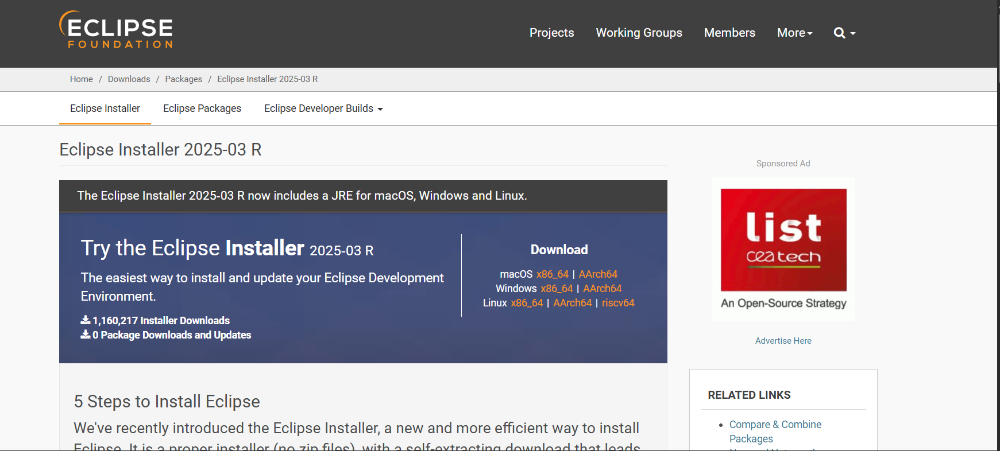 ECLIPSE
FOUNDATION
Projects Working Groups Members More
Home / Downloads / Packages / Eclipse Installer 2025-03 R
Eclipse Installer Eclipse Packages Eclipse Developer Builds
Eclipse Installer 2025-03 R
The Eclipse Installer 2025-03 R now includes a JRE for macOS, Windows and Linux.
Try the Eclipse Installer 2025-03 R
The easiest way to install and update your Eclipse Development
Environment.
1,160,217 Installer Downloads
0 Package Downloads and Updates
Download
macOS x86_64 | AArch64
Windows x86_64 | AArch64
Linux x86_64 | AArch64 | riscv64
5 Steps to Install Eclipse
We've recently introduced the Eclipse Installer, a new and more efficient way to install
Eclipse. It is a proper installer (no zip files), with a self-extracting download that leads
Sponsored Ad
list
cea tech
An Open-Source Strategy
Advertise Here
RELATED LINKS
Compare & Combine
Packages